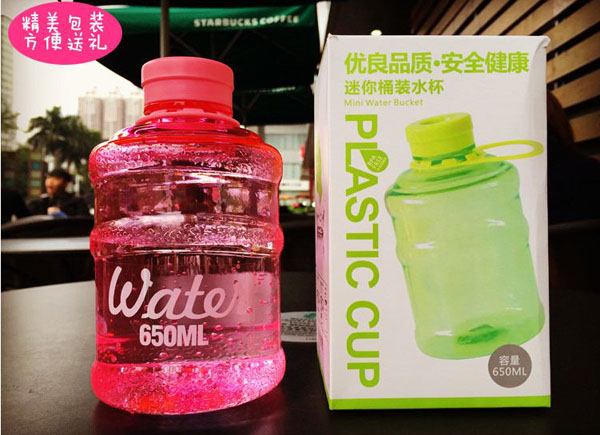 精美包装
方便送礼
STARBUCKS COFFEE
优良品质·安全健康
迷你桶装水杯
Mini Water Bucket
PLASTIC CUP
容量
650ML
Water
650ML